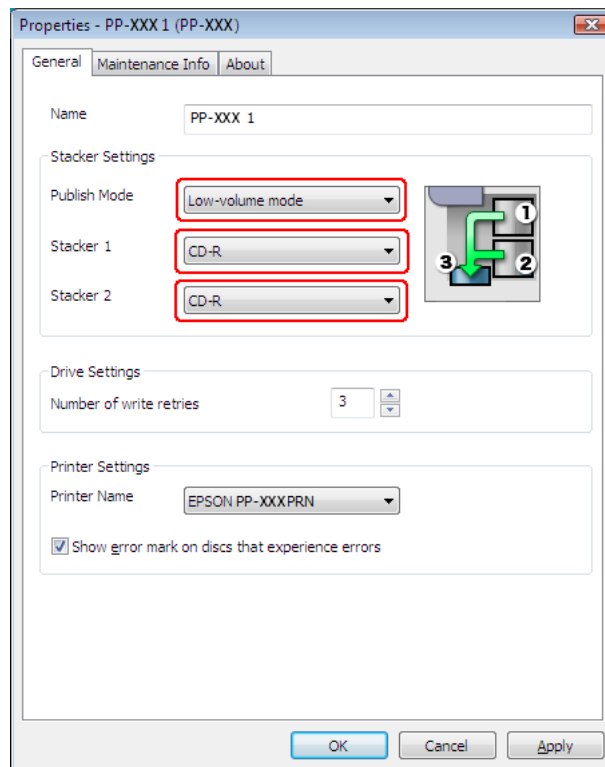 Properties - PP-XXX 1 (PP-XXX)
General Maintenance Info About
Name PP-XXX 1
Stacker Settings
Publish Mode Low-volume mode
1
Stacker 1 CD-R
3 2
Stacker 2 CD-R
Drive Settings
Number of write retries 3
Printer Settings
Printer Name EPSON PP-XXXPRN
Show error mark on discs that experience errors
OK Cancel Apply